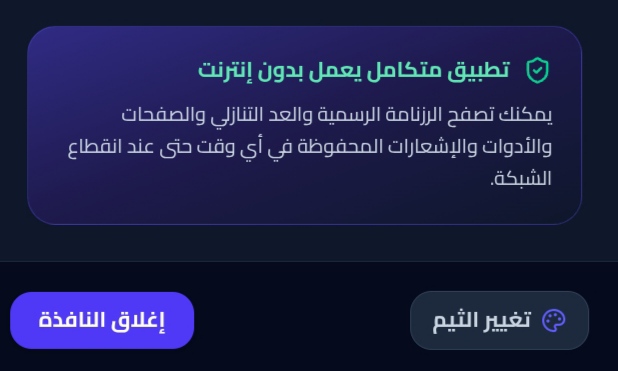 تطبيق متكامل يعمل بدون إنترنت
يمكنك تصفح الرزنامة الرسمية والعد التنازلي والصفحات
والأدوات والإشعارات المحفوظة في أي وقت حتى عند انقطاع
الشبكة.
تغيير الثيم
إغلاق النافذة